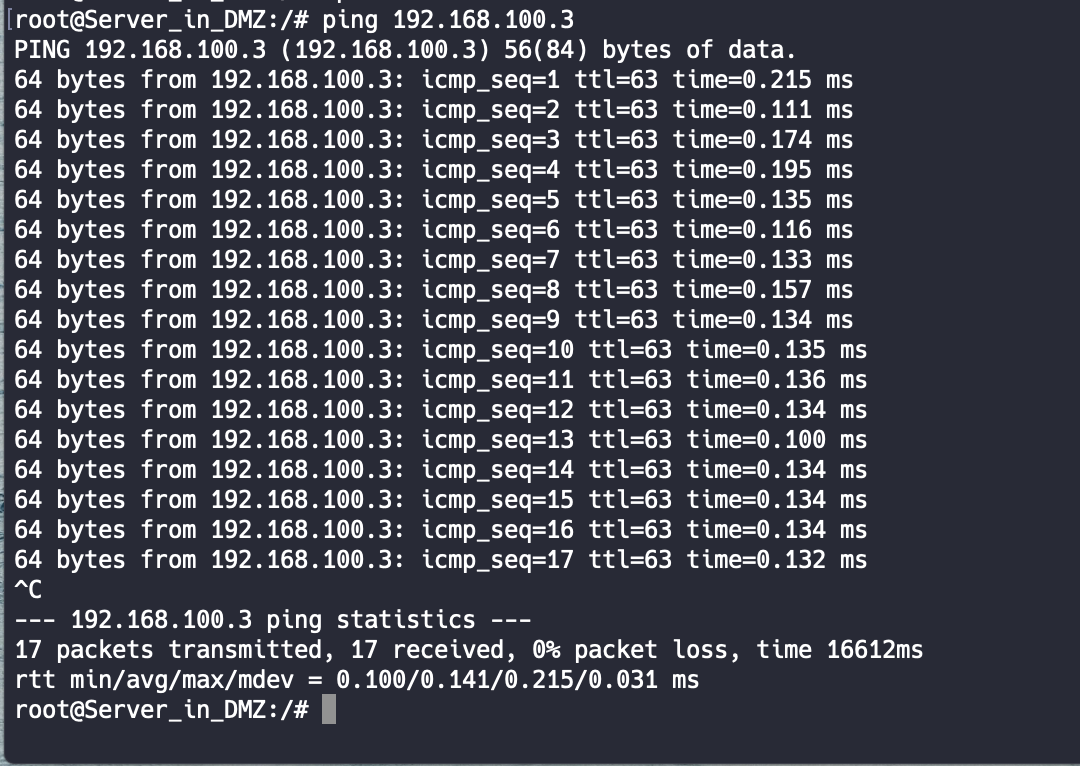 [root@Server_in_DMZ:/# ping 192.168.100.3
PING 192.168.100.3 (192.168.100.3) 56(84) bytes of data.
64 bytes from 192.168.100.3: icmp_seq=1 ttl=63 time=0.215 ms
64 bytes from 192.168.100.3: icmp_seq=2 ttl=63 time=0.111 ms
64 bytes from 192.168.100.3: icmp_seq=3 ttl=63 time=0.174 ms
64 bytes from 192.168.100.3: icmp_seq=4 ttl=63 time=0.195 ms
64 bytes from 192.168.100.3: icmp_seq=5 ttl=63 time=0.135 ms
64 bytes from 192.168.100.3: icmp_seq=6 ttl=63 time=0.116 ms
64 bytes from 192.168.100.3: icmp_seq=7 ttl=63 time=0.133 ms
64 bytes from 192.168.100.3: icmp_seq=8 ttl=63 time=0.157 ms
64 bytes from 192.168.100.3: icmp_seq=9 ttl=63 time=0.134 ms
64 bytes from 192.168.100.3: icmp_seq=10 ttl=63 time=0.135 ms
64 bytes from 192.168.100.3: icmp_seq=11 ttl=63 time=0.136 ms
64 bytes from 192.168.100.3: icmp_seq=12 ttl=63 time=0.134 ms
64 bytes from 192.168.100.3: icmp_seq=13 ttl=63 time=0.100 ms
64 bytes from 192.168.100.3: icmp_seq=14 ttl=63 time=0.134 ms
64 bytes from 192.168.100.3: icmp_seq=15 ttl=63 time=0.134 ms
64 bytes from 192.168.100.3: icmp_seq=16 ttl=63 time=0.134 ms
64 bytes from 192.168.100.3: icmp_seq=17 ttl=63 time=0.132 ms
^C
--- 192.168.100.3 ping statistics ---
17 packets transmitted, 17 received, 0% packet loss, time 16612ms
rtt min/avg/max/mdev = 0.100/0.141/0.215/0.031 ms
root@Server_in_DMZ:/#